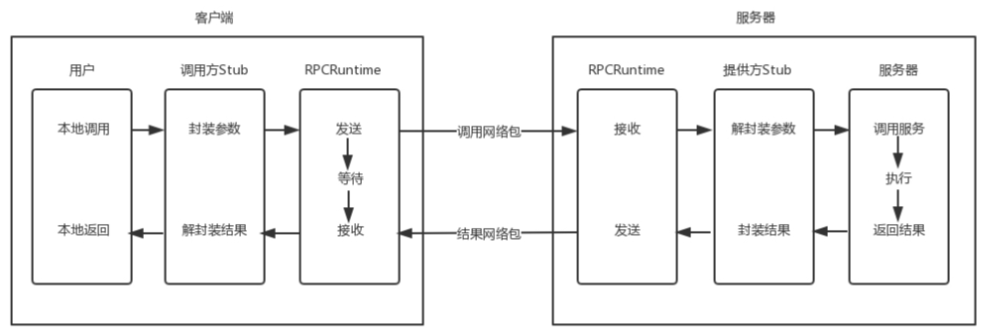 客户端
服务器
用户
调用方Stub
RPCRuntime
RPCRuntime
提供方Stub
服务器
本地调用
封装参数
发送
调用网络包
接收
解封装参数
调用服务
等待
执行
本地返回
解封装结果
接收
结果网络包
发送
封装结果
返回结果